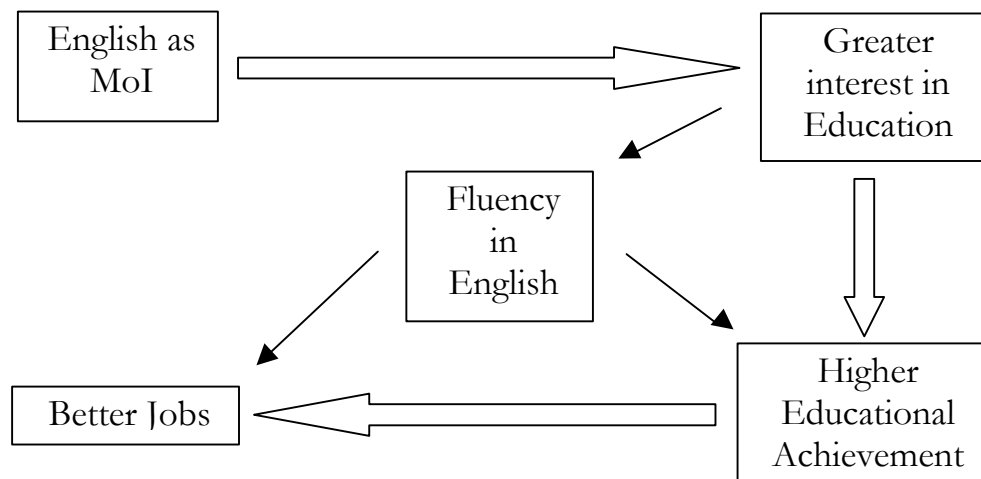 English as
MoI
Greater
interest in
Education
Fluency
in
English
Better Jobs
Higher
Educational
Achievement